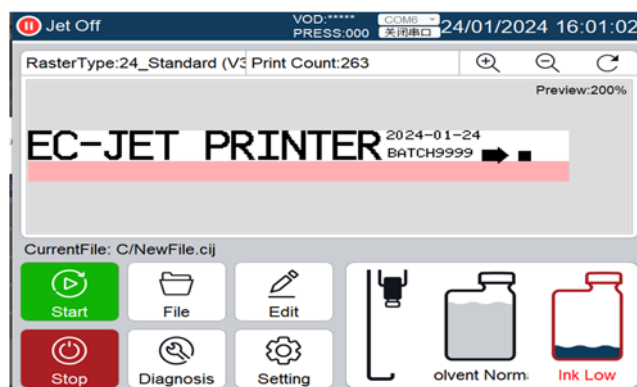 Jet Off
VOD:*****
PRESS:000
COM6
关闭串口
24/01/2024 16:01:02
RasterType:24_Standard (V3
Print Count:263
Preview:200%
EC-JET PRINTER
2024-01-24
BATCH9999
CurrentFile: C/NewFile.cij
Start
File
Edit
Stop
Diagnosis
Setting
olvent Norm
Ink Low